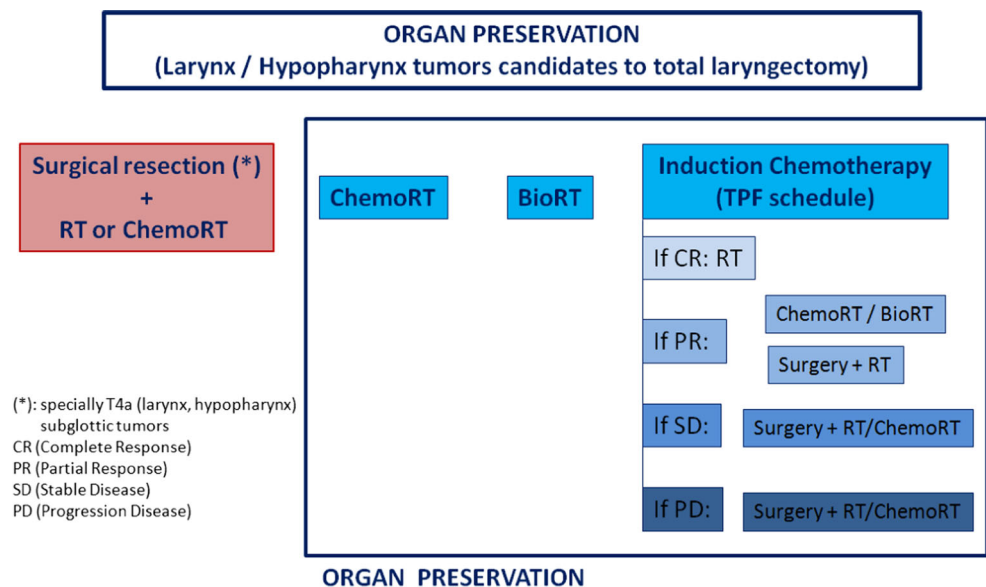 ORGAN PRESERVATION
(Larynx / Hypopharynx tumors candidates to total laryngectomy)
Surgical resection (*)
+
RT or ChemoRT
ChemoRT
BioRT
Induction Chemotherapy
(TPF schedule)
If CR: RT
If PR:
ChemoRT / BioRT
Surgery + RT
If SD:
Surgery + RT/ChemoRT
If PD:
Surgery + RT/ChemoRT
(*): specially T4a (larynx, hypopharynx)
subglottic tumors
CR (Complete Response)
PR (Partial Response)
SD (Stable Disease)
PD (Progression Disease)
ORGAN PRESERVATION